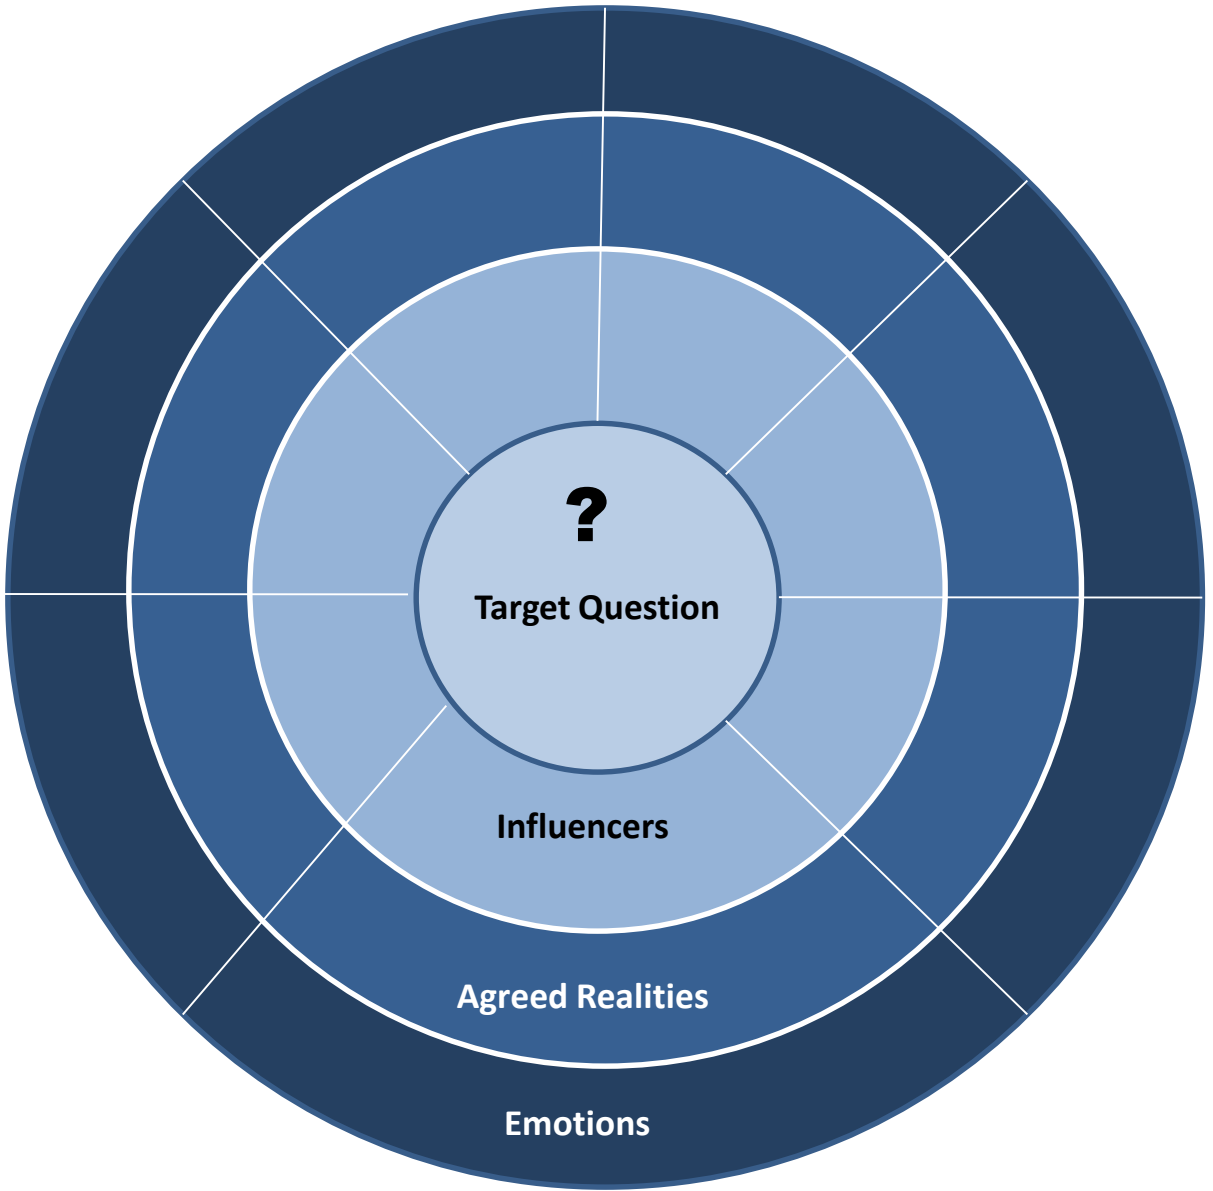 ?
Target Question
Influencers
Agreed Realities
Emotions